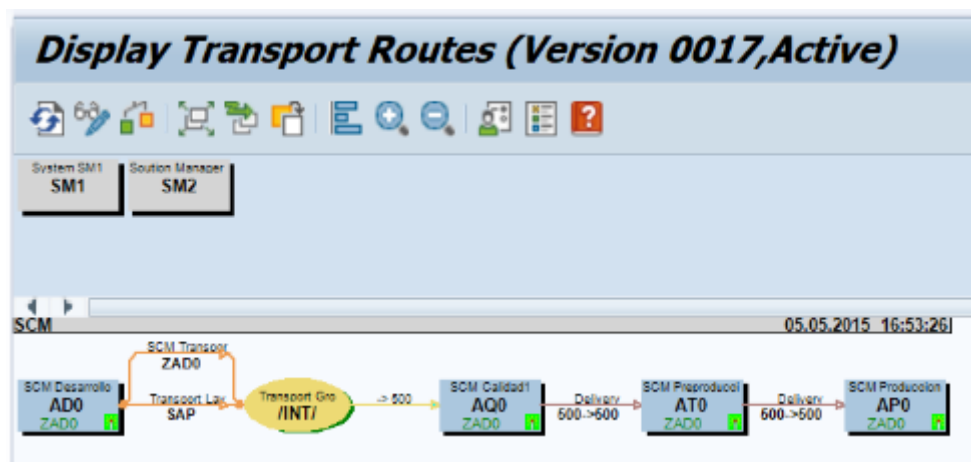 Display Transport Routes (Version 0017,Active)
System SM1
SM1
Soution Manager
SM2
SCM
05.05.2015 16:53:26
SCM Transpor
ZAD0
SCM Desarrollo
AD0
ZAD0
Transport Lay
SAP
Transport Gro
/INT/
-> 500
SCM Calidad1
AQ0
ZAD0
Delivery
500->600
SCM Preproducci
AT0
ZAD0
Delivery
600->500
SCM Produccion
AP0
ZAD0